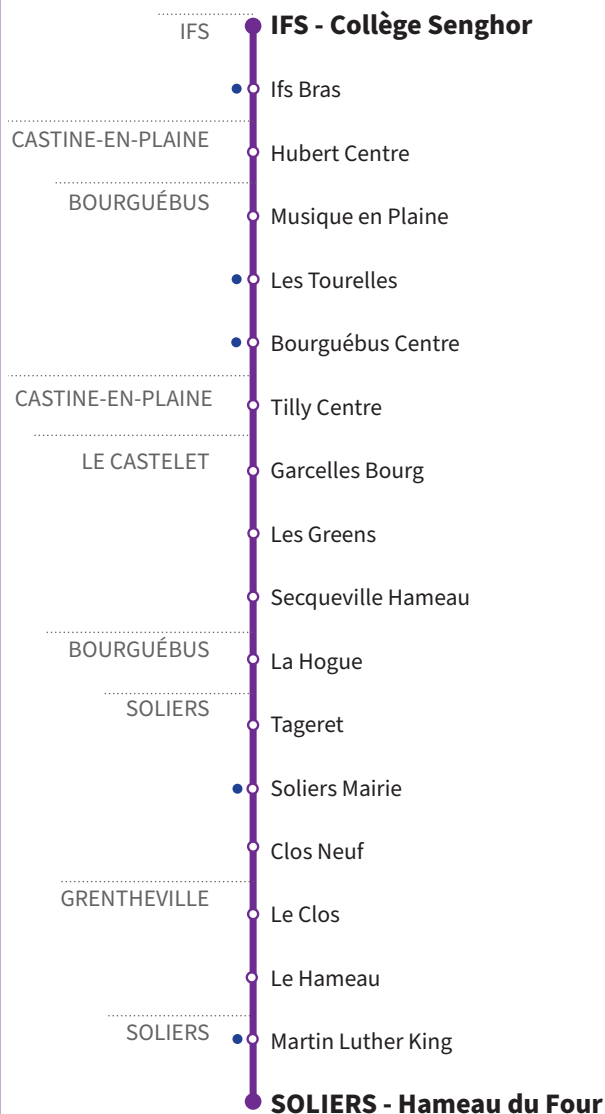 IFS
IFS - Collège Senghor
Ifs Bras
CASTINE-EN-PLAINE
Hubert Centre
BOURGUÉBUS
Musique en Plaine
Les Tourelles
Bourguébus Centre
CASTINE-EN-PLAINE
Tilly Centre
LE CASTELET
Garcelles Bourg
Les Greens
Secqueville Hameau
BOURGUÉBUS
La Hogue
SOLIERS
Tageret
Soliers Mairie
Clos Neuf
GRENTHEVILLE
Le Clos
Le Hameau
SOLIERS
Martin Luther King
SOLIERS - Hameau du Four